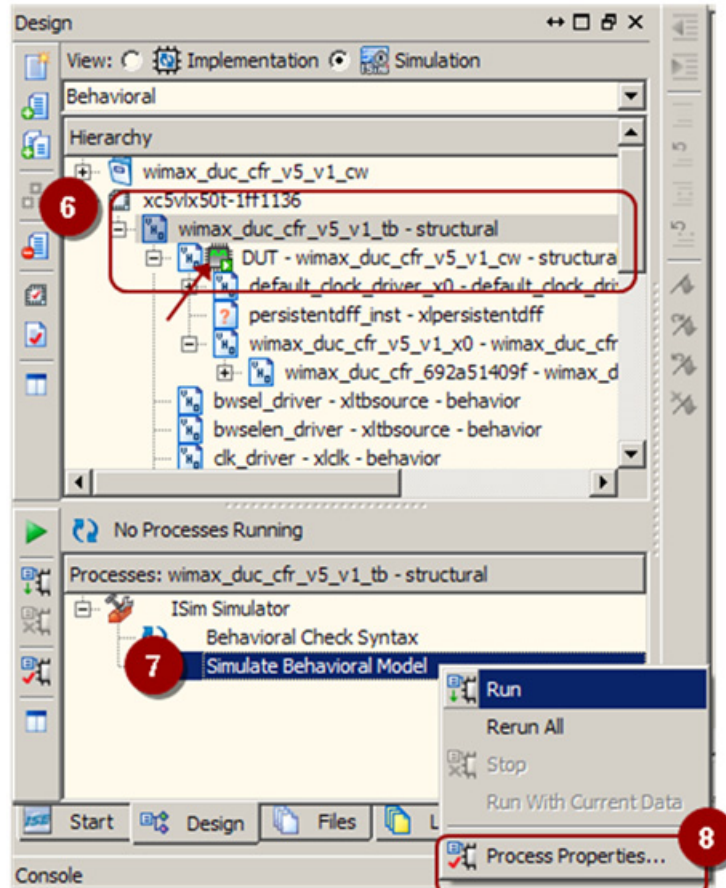 Design
View: Implementation Simulation
Behavioral
Hierarchy
wimax_duc_cfr_v5_v1_cw
xc5vlx50t-1ff1136
6
wimax_duc_cfr_v5_v1_tb - structural
DUT - wimax_duc_cfr_v5_v1_cw - structura
default_clock_driver_x0 - default_clock_driv
persistentdff_inst - xlpersistentdff
wimax_duc_cfr_v5_v1_x0 - wimax_duc_cfr
wimax_duc_cfr_692a51409f - wimax_d
bwsel_driver - xltbsource - behavior
bwselen_driver - xltbsource - behavior
clk_driver - xlclk - behavior
No Processes Running
Processes: wimax_duc_cfr_v5_v1_tb - structural
ISim Simulator
Behavioral Check Syntax
7 Simulate Behavioral Model
Run
Rerun All
Stop
Run With Current Data
8
Process Properties...
ISE Start Design Files L
Console